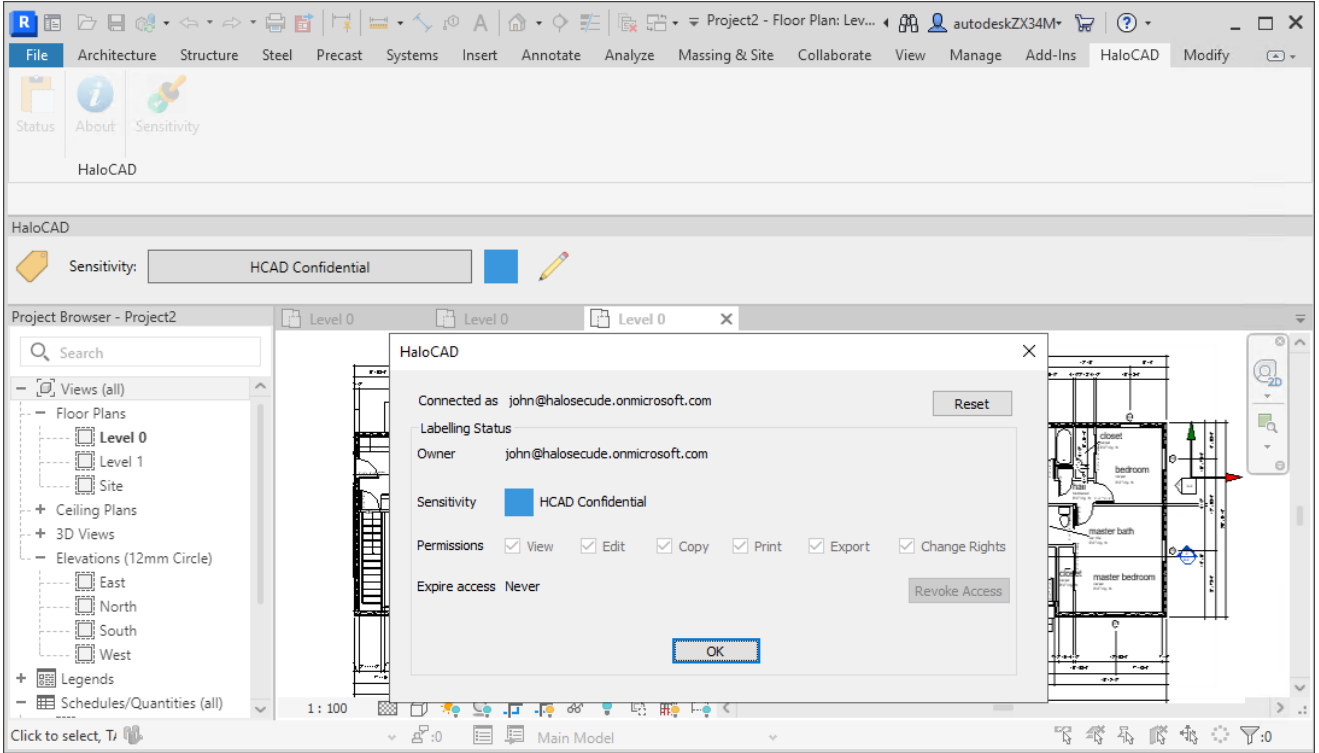 R Project2 - Floor Plan: Lev... autodeskZX34M
File Architecture Structure Steel Precast Systems Insert Annotate Analyze Massing & Site Collaborate View Manage Add-Ins HaloCAD Modify
Status About Sensitivity
HaloCAD
HaloCAD
Sensitivity: HCAD Confidential
Project Browser - Project2
Level 0 Level 0 Level 0
Search
Views (all)
Floor Plans
Level 0
Level 1
Site
Ceiling Plans
3D Views
Elevations (12mm Circle)
East
North
South
West
Legends
Schedules/Quantities (all)
HaloCAD
Connected as john@halosecude.onmicrosoft.com Reset
Labelling Status
Owner john@halosecude.onmicrosoft.com
Sensitivity HCAD Confidential
Permissions View Edit Copy Print Export Change Rights
Expire access Never Revoke Access
OK
2D
closet
bedroom
hall
master bath
closet master bedroom
1 : 100
Click to select, TA :0 Main Model :0